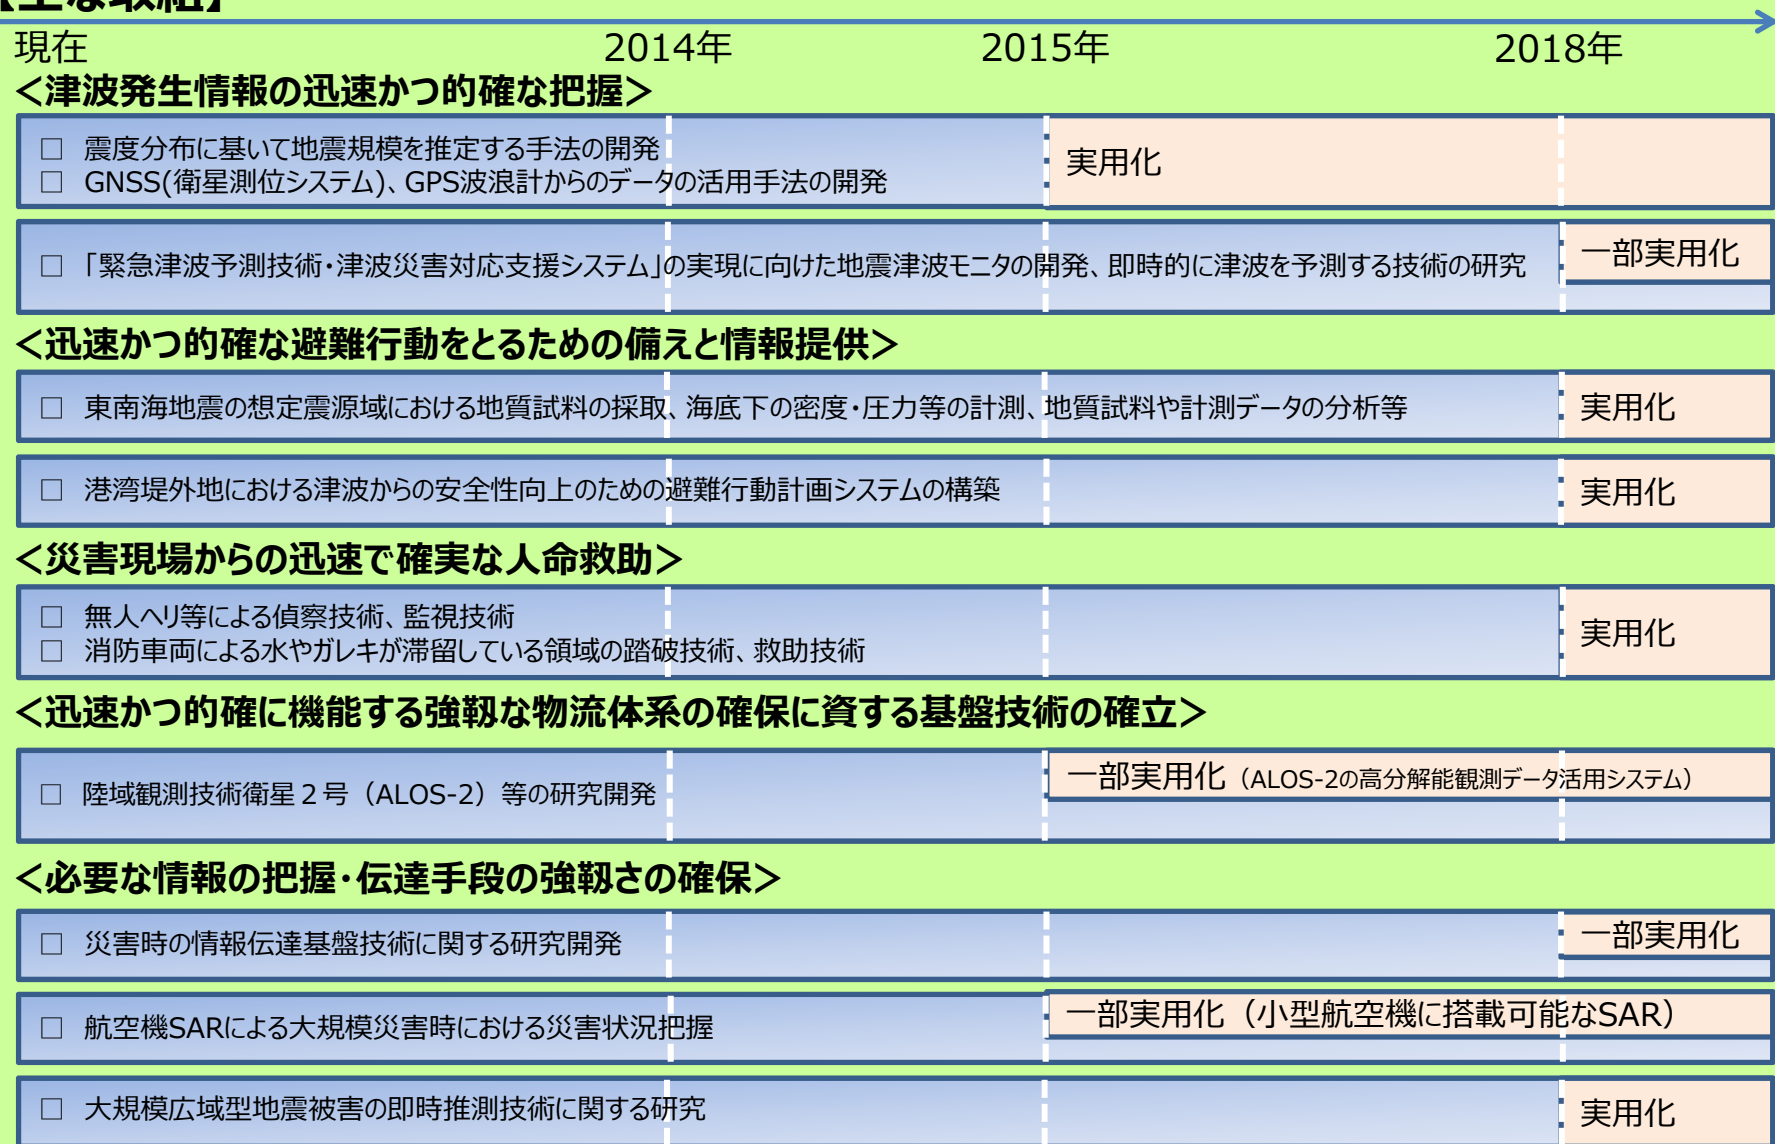 【主な取組】
現在 2014年 2015年 2018年
＜津波発生情報の迅速かつ的確な把握＞
□ 震度分布に基いて地震規模を推定する手法の開発
□ GNSS(衛星測位システム)、GPS波浪計からのデータの活用手法の開発
実用化
□ 「緊急津波予測技術・津波災害対応支援システム」の実現に向けた地震津波モニタの開発、即時的に津波を予測する技術の研究
一部実用化
＜迅速かつ的確な避難行動をとるための備えと情報提供＞
□ 東南海地震の想定震源域における地質試料の採取、海底下の密度・圧力等の計測、地質試料や計測データの分析等
実用化
□ 港湾堤外地における津波からの安全性向上のための避難行動計画システムの構築
実用化
＜災害現場からの迅速で確実な人命救助＞
□ 無人ヘリ等による偵察技術、監視技術
□ 消防車両による水やガレキが滞留している領域の踏破技術、救助技術
実用化
＜迅速かつ的確に機能する強靱な物流体系の確保に資する基盤技術の確立＞
□ 陸域観測技術衛星２号（ALOS-2）等の研究開発
一部実用化（ALOS-2の高分解能観測データ活用システム）
＜必要な情報の把握・伝達手段の強靱さの確保＞
□ 災害時の情報伝達基盤技術に関する研究開発
一部実用化
□ 航空機SARによる大規模災害時における災害状況把握
一部実用化（小型航空機に搭載可能なSAR）
□ 大規模広域型地震被害の即時推測技術に関する研究
実用化